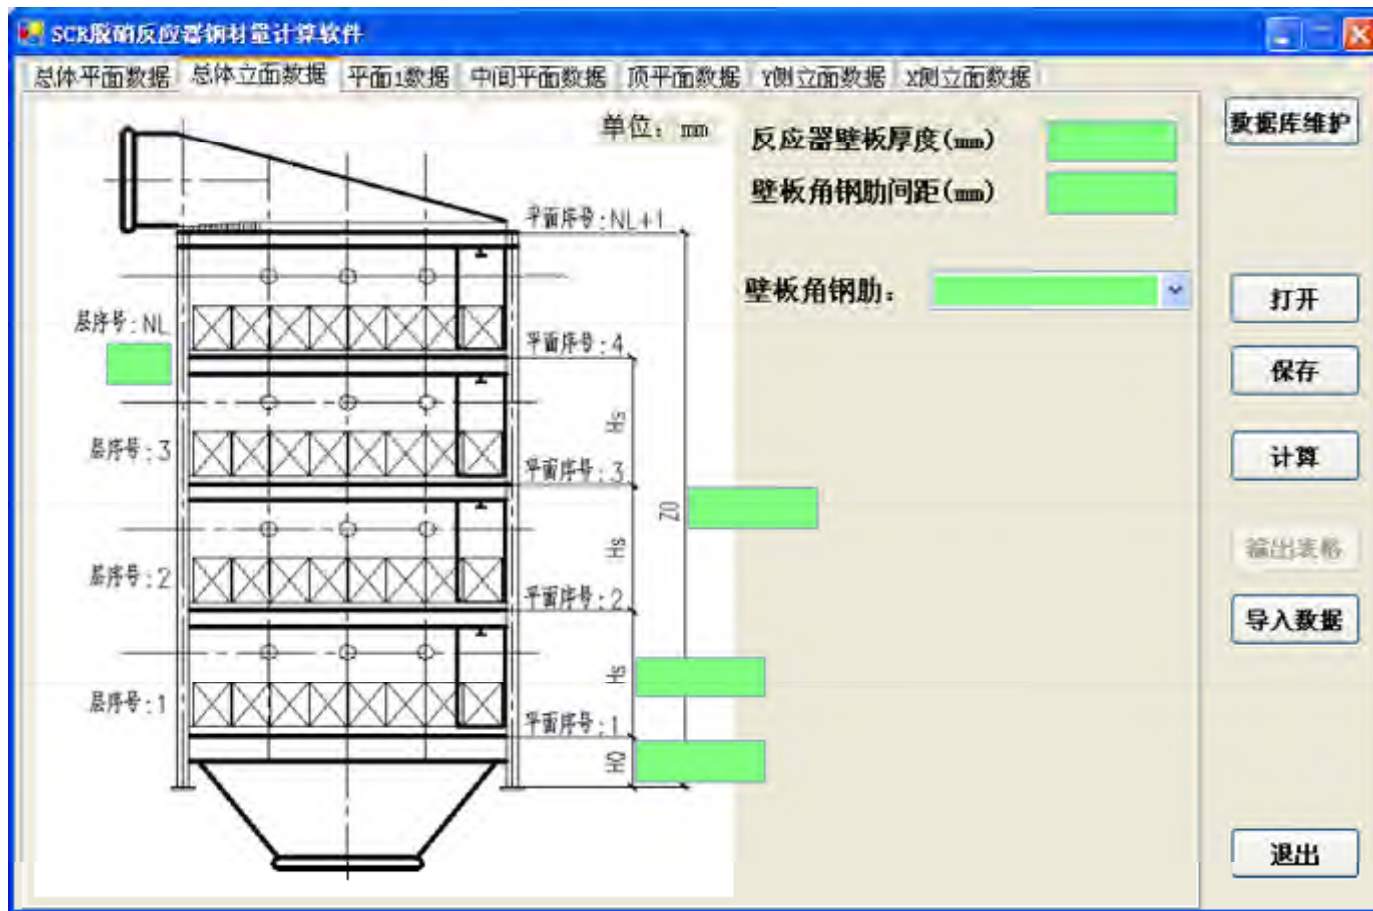 SCR脱硝反应器钢材量计算软件
总体平面数据 总体立面数据 平面1数据 中间平面数据 顶平面数据 Y侧立面数据 X侧立面数据
单位：mm
反应器壁板厚度(mm)
数据库维护
壁板角钢肋间距(mm)
平面序号:NL+1
壁板角钢肋：
打开
层序号:NL
平面序号:4
保存
Hs
层序号:3
平面序号:3
计算
Z0
Hs
输出表格
层序号:2
平面序号:2
导入数据
Hs
层序号:1
平面序号:1
H0
退出